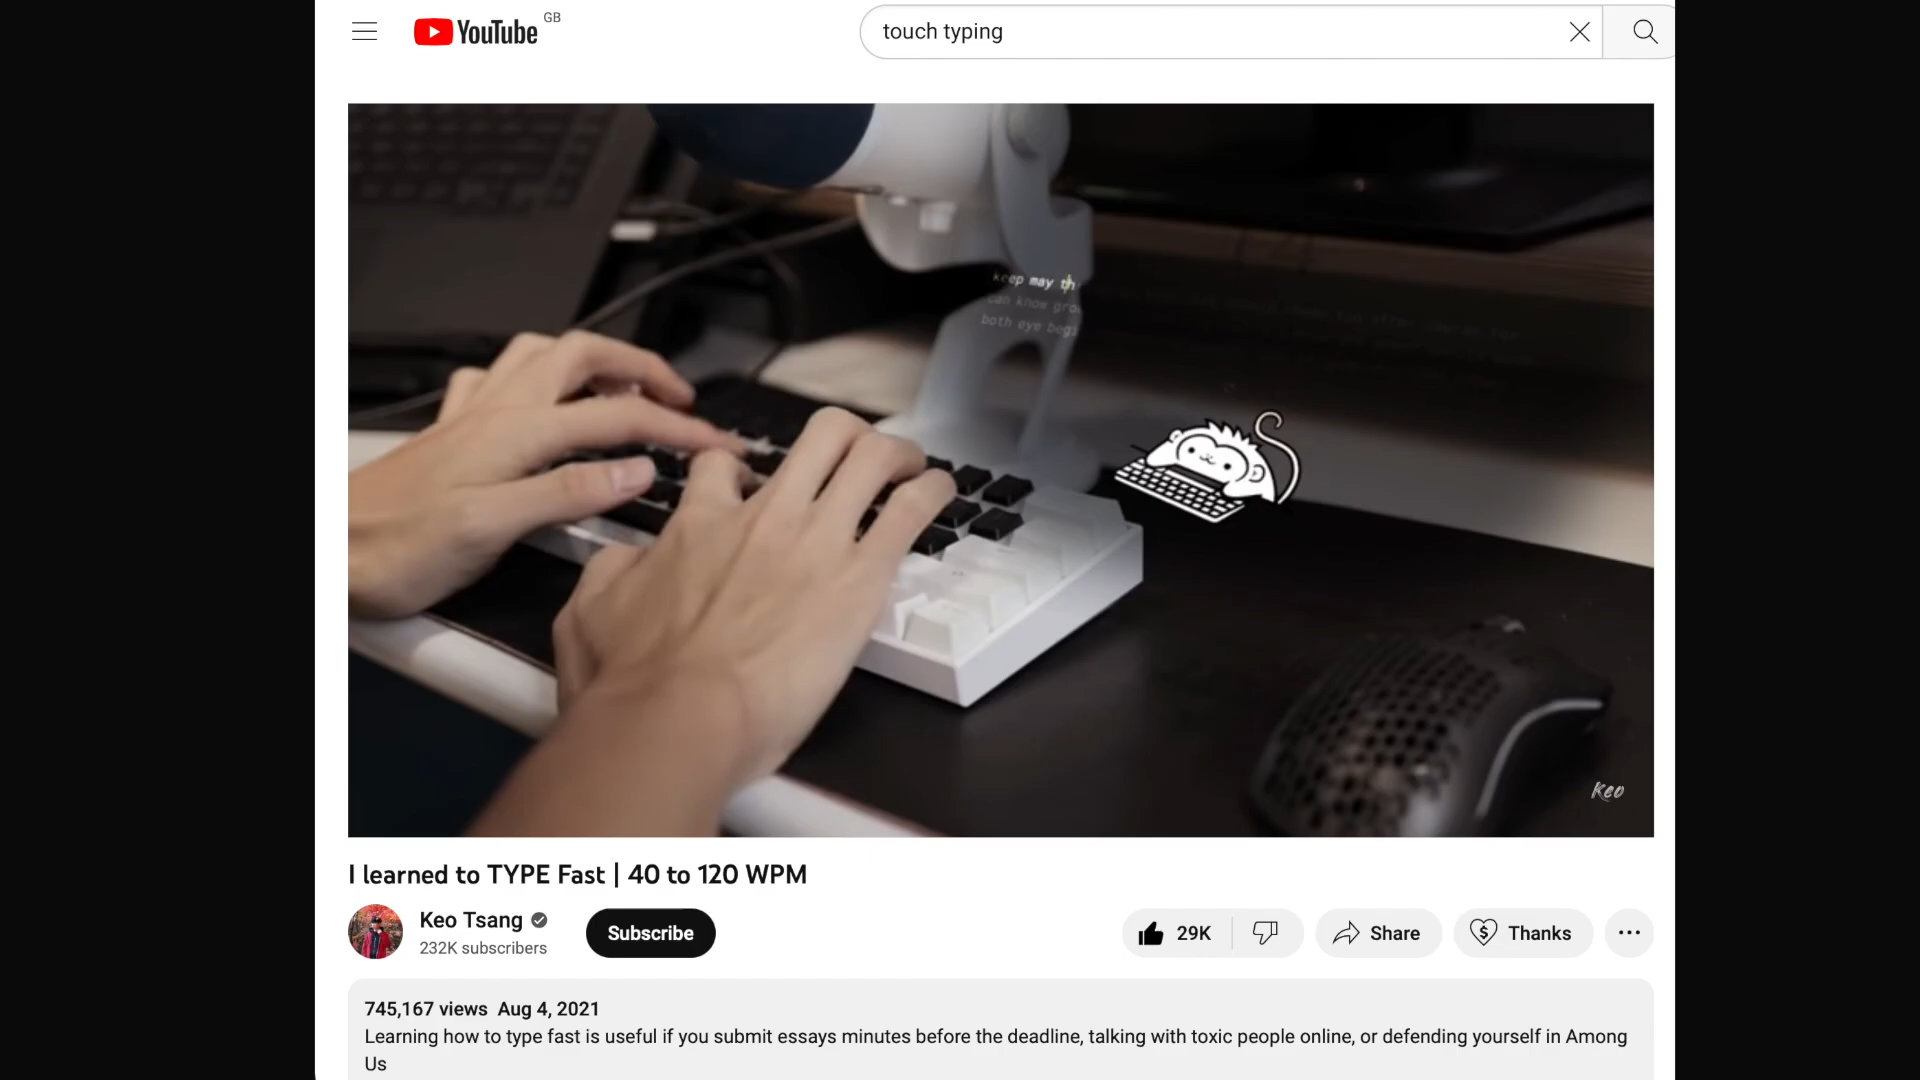 YouTube GB
touch typing
keep may th
can know gro
both eye begi
Keo
I learned to TYPE Fast | 40 to 120 WPM
Keo Tsang
232K subscribers
Subscribe
29K
Share
Thanks
745,167 views Aug 4, 2021
Learning how to type fast is useful if you submit essays minutes before the deadline, talking with toxic people online, or defending yourself in Among
Us